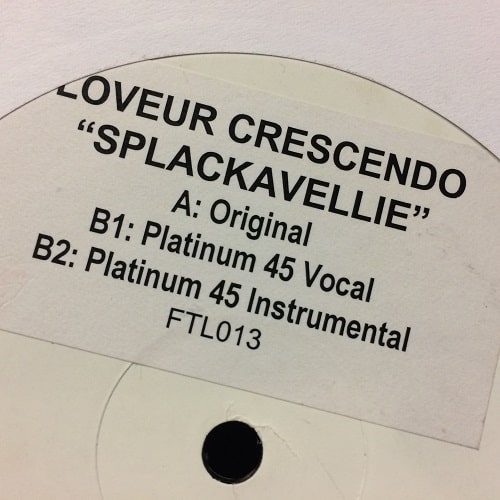 LOVEUR CRESCENDO
“SPLACKAVELLIE”
A: Original
B1: Platinum 45 Vocal
B2: Platinum 45 Instrumental
FTL013